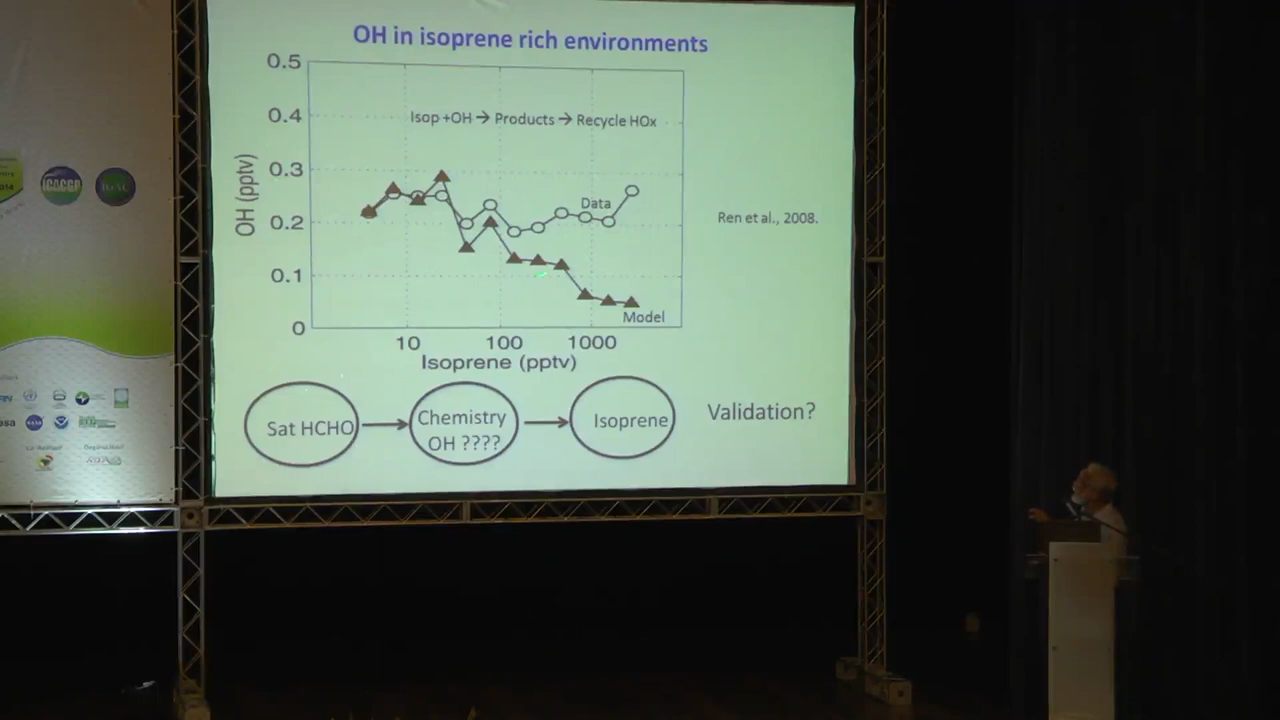 OH in isoprene rich environments
0.5
0.4
0.3
0.2
0.1
0
OH (pptv)
Isop +OH → Products → Recycle HOx
Data
Model
10
100
1000
Isoprene (pptv)
Ren et al., 2008.
Sat HCHO
Chemistry
OH ????
Isoprene
Validation?
ICACGP